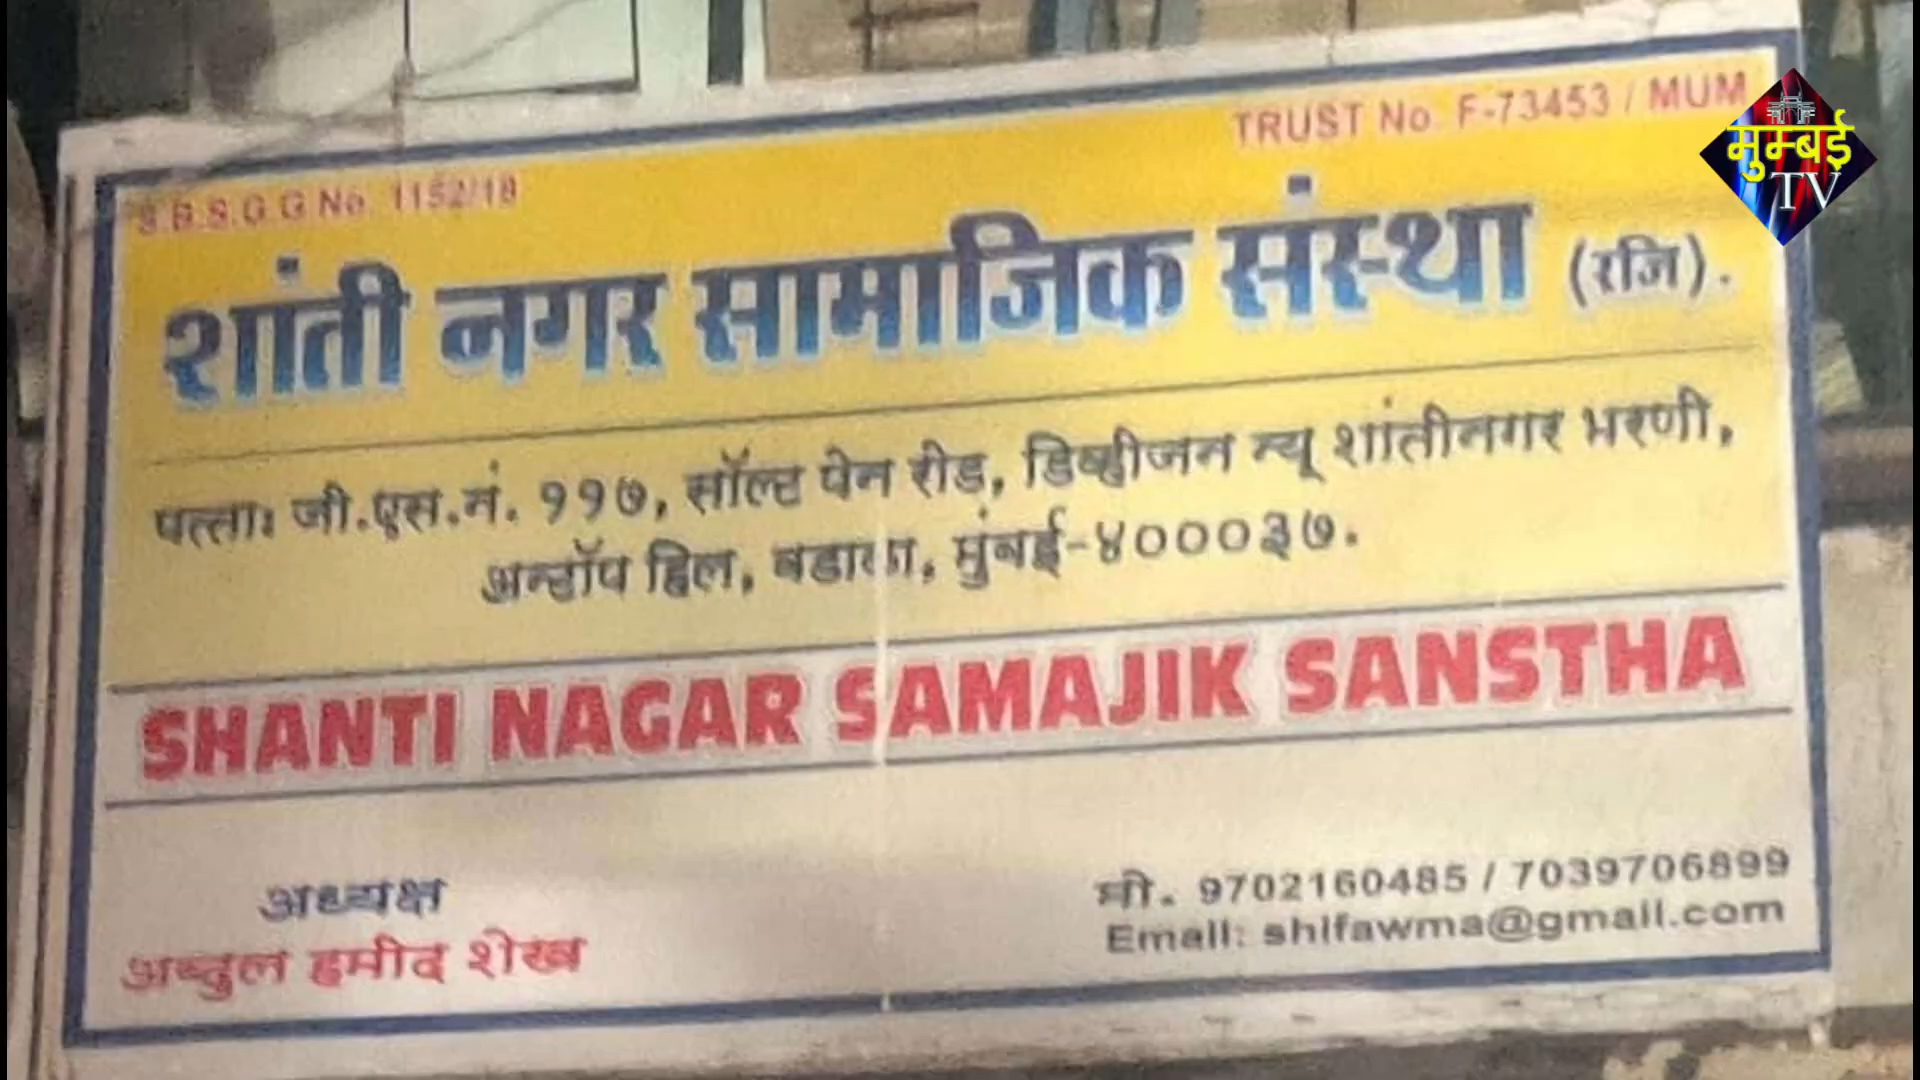 S.B.S.G.G No. 1152/18
TRUST No. F-73453 / MUM
मुम्बई
TV
शांती नगर सामाजिक संस्था (रजि).
पत्ता: जी.एस.नं. ११७, सॉल्ट पेन रोड, डिव्हीजन न्यू शांतीनगर भरणी,
अन्टॉप हिल, वडाळा, मुंबई-४०००३७.
SHANTI NAGAR SAMAJIK SANSTHA
अध्यक्ष
अब्दुल हमीद शेख
मो. 9702160485 / 7039706899
Email: shifawma@gmail.com